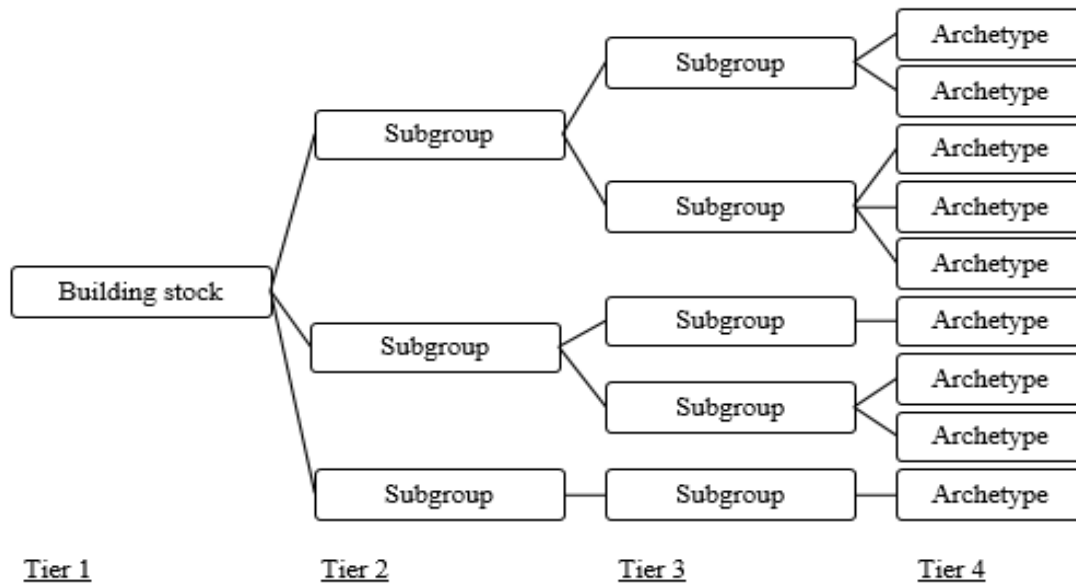 Archetype
Subgroup
Archetype
Subgroup
Archetype
Subgroup
Archetype
Archetype
Building stock
Subgroup
Archetype
Subgroup
Archetype
Subgroup
Archetype
Subgroup
Subgroup
Archetype
Tier 1
Tier 2
Tier 3
Tier 4